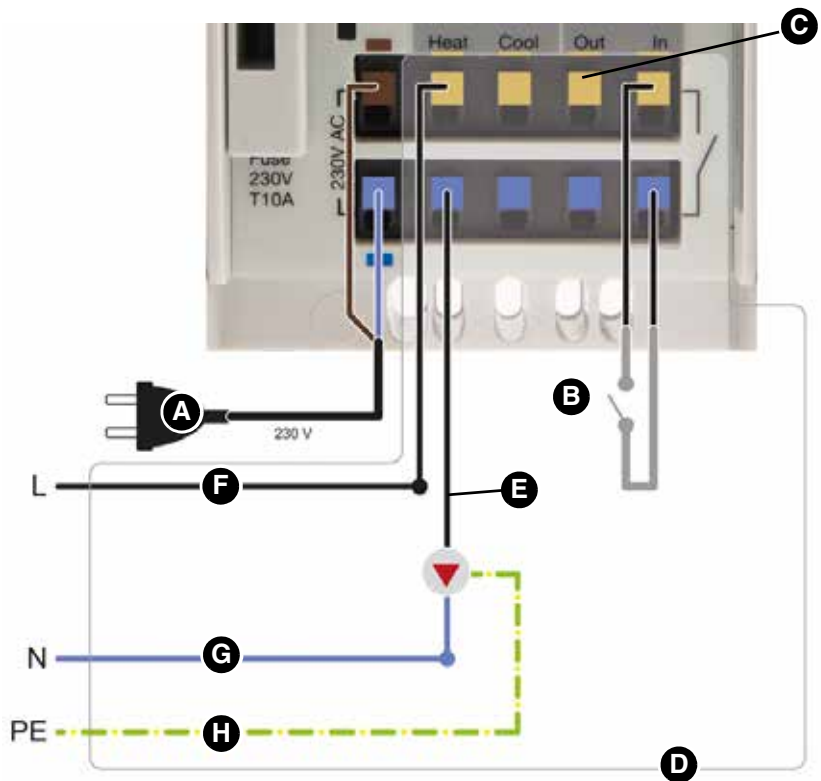 C
Heat Cool Out In
230V AC
Fuse
230V
T10A
A
230 V
B
L F
E
N G
PE H
D